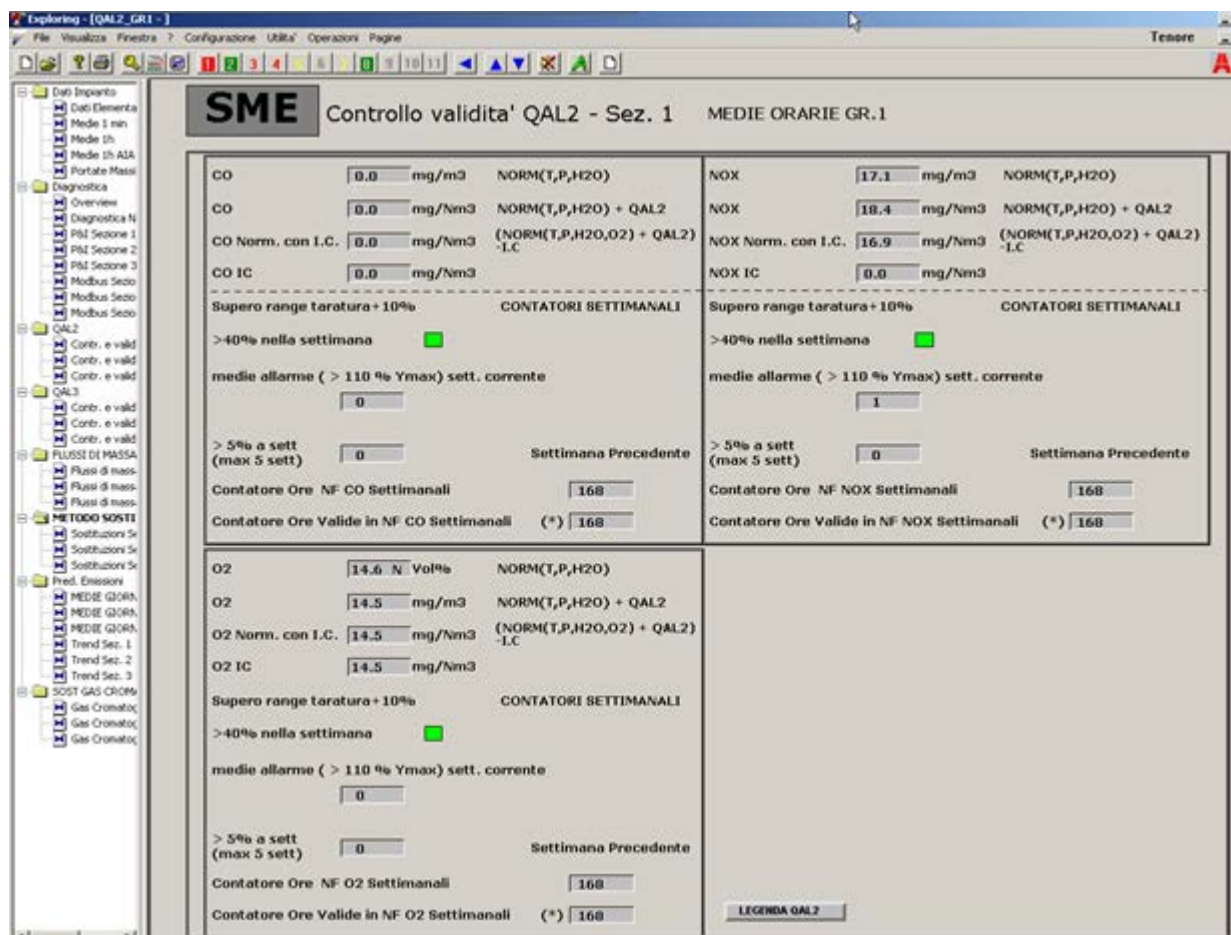 Exploring - [QAL2_GR1 - ]
File Visualizza Finestra ? Configurazione Utilita' Operazioni Pagine Tenore
1 2 3 4 5 6 7 8 9 10 11 A A
Dati Impianto
Dati Elementa
Medie 1 min
Medie 1h
Medie 1h AIA
Portate Massi
Diagnostica
Overview
Diagnostica N
P&I Sezione 1
P&I Sezione 2
P&I Sezione 3
Modbus Sezio
Modbus Sezio
Modbus Sezio
QAL2
Contr. e valid
Contr. e valid
Contr. e valid
QAL3
Contr. e valid
Contr. e valid
Contr. e valid
FLUSSI DI MASSA
Flussi di mass
Flussi di mass
Flussi di mass
METODO SOSTI
Sostituzioni Se
Sostituzioni Se
Sostituzioni Se
Pred. Emissioni
MEDIE GIORN
MEDIE GIORN
MEDIE GIORN
Trend Sez. 1
Trend Sez. 2
Trend Sez. 3
SOST GAS CROM
Gas Cromatog
Gas Cromatog
Gas Cromatog
SME Controllo validita' QAL2 - Sez. 1 MEDIE ORARIE GR.1
CO 0.0 mg/m3 NORM(T,P,H2O)
CO 0.0 mg/Nm3 NORM(T,P,H2O) + QAL2
CO Norm. con I.C. 0.0 mg/Nm3 (NORM(T,P,H2O,O2) + QAL2)
-I.C
CO IC 0.0 mg/Nm3
Supero range taratura+10% CONTATORI SETTIMANALI
>40% nella settimana
medie allarme ( > 110 % Ymax) sett. corrente
0
> 5% a sett
(max 5 sett) 0 Settimana Precedente
Contatore Ore NF CO Settimanali 168
Contatore Ore Valide in NF CO Settimanali (*) 168
NOX 17.1 mg/m3 NORM(T,P,H2O)
NOX 18.4 mg/Nm3 NORM(T,P,H2O) + QAL2
NOX Norm. con I.C. 16.9 mg/Nm3 (NORM(T,P,H2O,O2) + QAL2)
-I.C
NOX IC 0.0 mg/Nm3
Supero range taratura+10% CONTATORI SETTIMANALI
>40% nella settimana
medie allarme ( > 110 % Ymax) sett. corrente
1
> 5% a sett
(max 5 sett) 0 Settimana Precedente
Contatore Ore NF NOX Settimanali 168
Contatore Ore Valide in NF NOX Settimanali (*) 168
O2 14.6 N Vol% NORM(T,P,H2O)
O2 14.5 mg/m3 NORM(T,P,H2O) + QAL2
O2 Norm. con I.C. 14.5 mg/Nm3 (NORM(T,P,H2O,O2) + QAL2)
-I.C
O2 IC 14.5 mg/Nm3
Supero range taratura+10% CONTATORI SETTIMANALI
>40% nella settimana
medie allarme ( > 110 % Ymax) sett. corrente
0
> 5% a sett
(max 5 sett) 0 Settimana Precedente
Contatore Ore NF O2 Settimanali 168
Contatore Ore Valide in NF O2 Settimanali (*) 168
LEGENDA QAL2